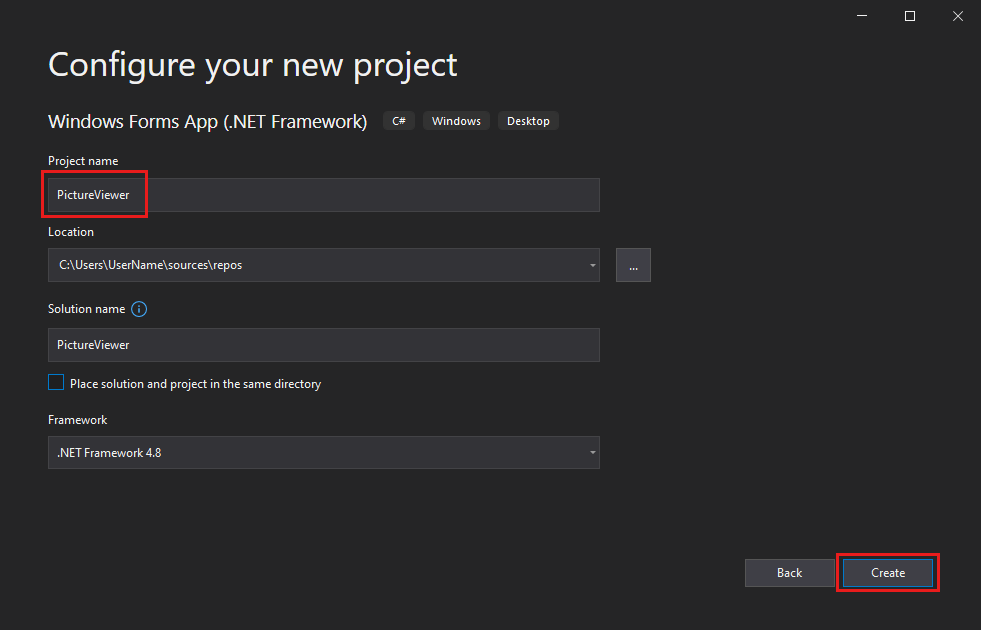 Configure your new project
Windows Forms App (.NET Framework) C# Windows Desktop
Project name
PictureViewer
Location
C:\Users\UserName\sources\repos
...
Solution name
PictureViewer
Place solution and project in the same directory
Framework
.NET Framework 4.8
Back Create